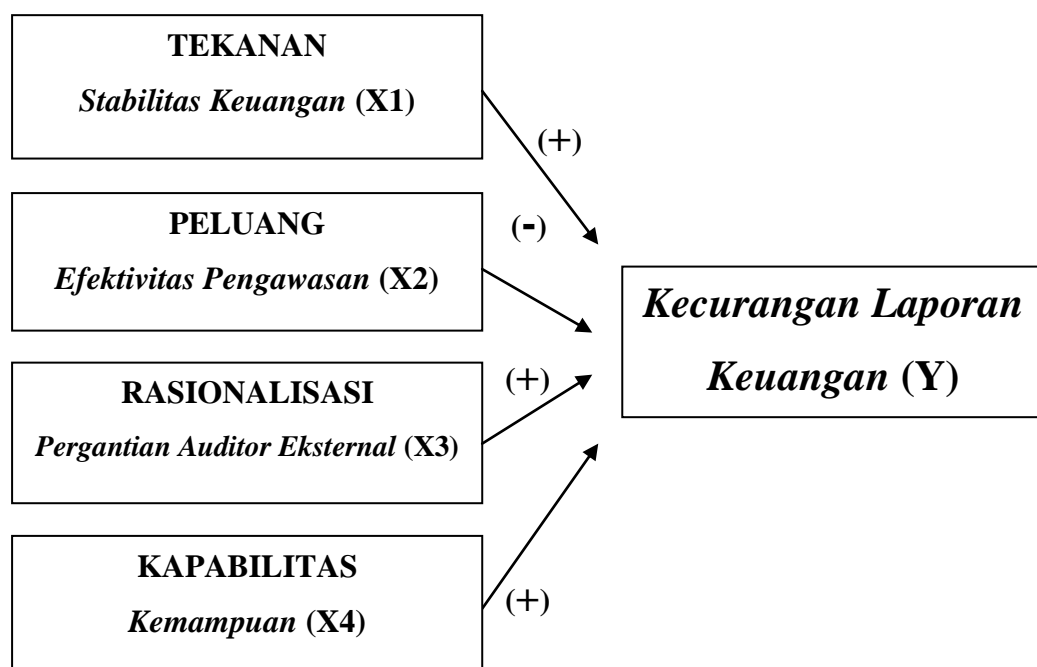 TEKANAN
Stabilitas Keuangan (X1)
(+)
PELUANG
Efektivitas Pengawasan (X2)
(-)
RASIONALISASI
Pergantian Auditor Eksternal (X3)
(+)
KAPABILITAS
Kemampuan (X4)
(+)
Kecurangan Laporan
Keuangan (Y)